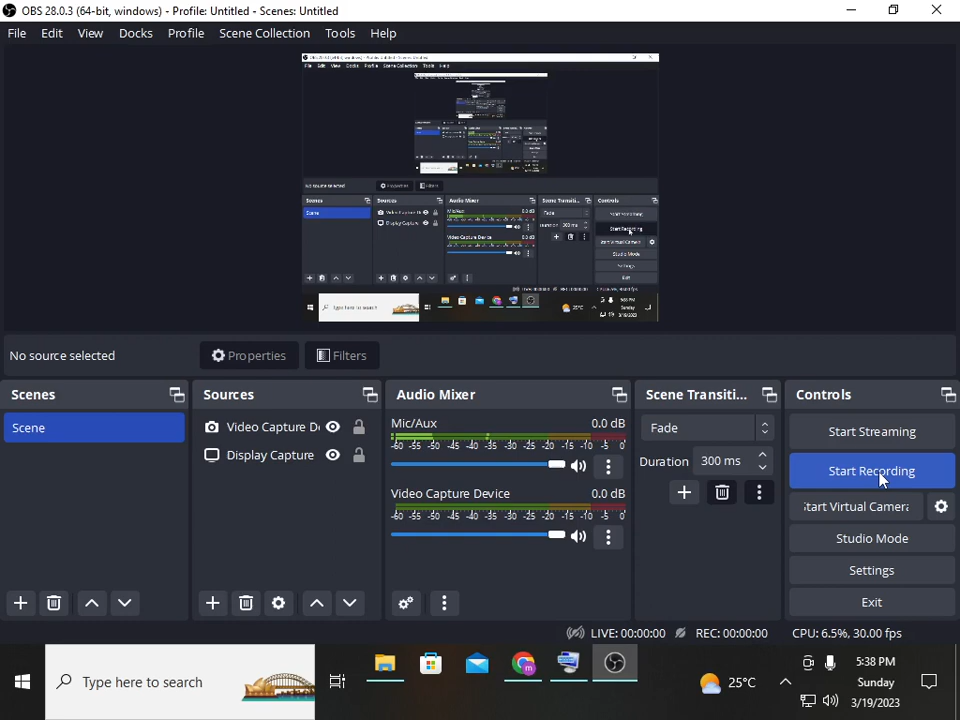 OBS 28.0.3 (64-bit, windows) - Profile: Untitled - Scenes: Untitled
File Edit View Docks Profile Scene Collection Tools Help
No source selected
Properties
Filters
Scenes
Sources
Audio Mixer
Scene Transiti...
Controls
Scene
Video Capture D
Display Capture
Mic/Aux 0.0 dB
-60 -55 -50 -45 -40 -35 -30 -25 -20 -15 -10 -5 0
Video Capture Device 0.0 dB
-60 -55 -50 -45 -40 -35 -30 -25 -20 -15 -10 -5 0
Fade
Duration 300 ms
Start Streaming
Start Recording
tart Virtual Camera
Studio Mode
Settings
Exit
LIVE: 00:00:00
REC: 00:00:00
CPU: 6.5%, 30.00 fps
Type here to search
25°C
5:38 PM
Sunday
3/19/2023